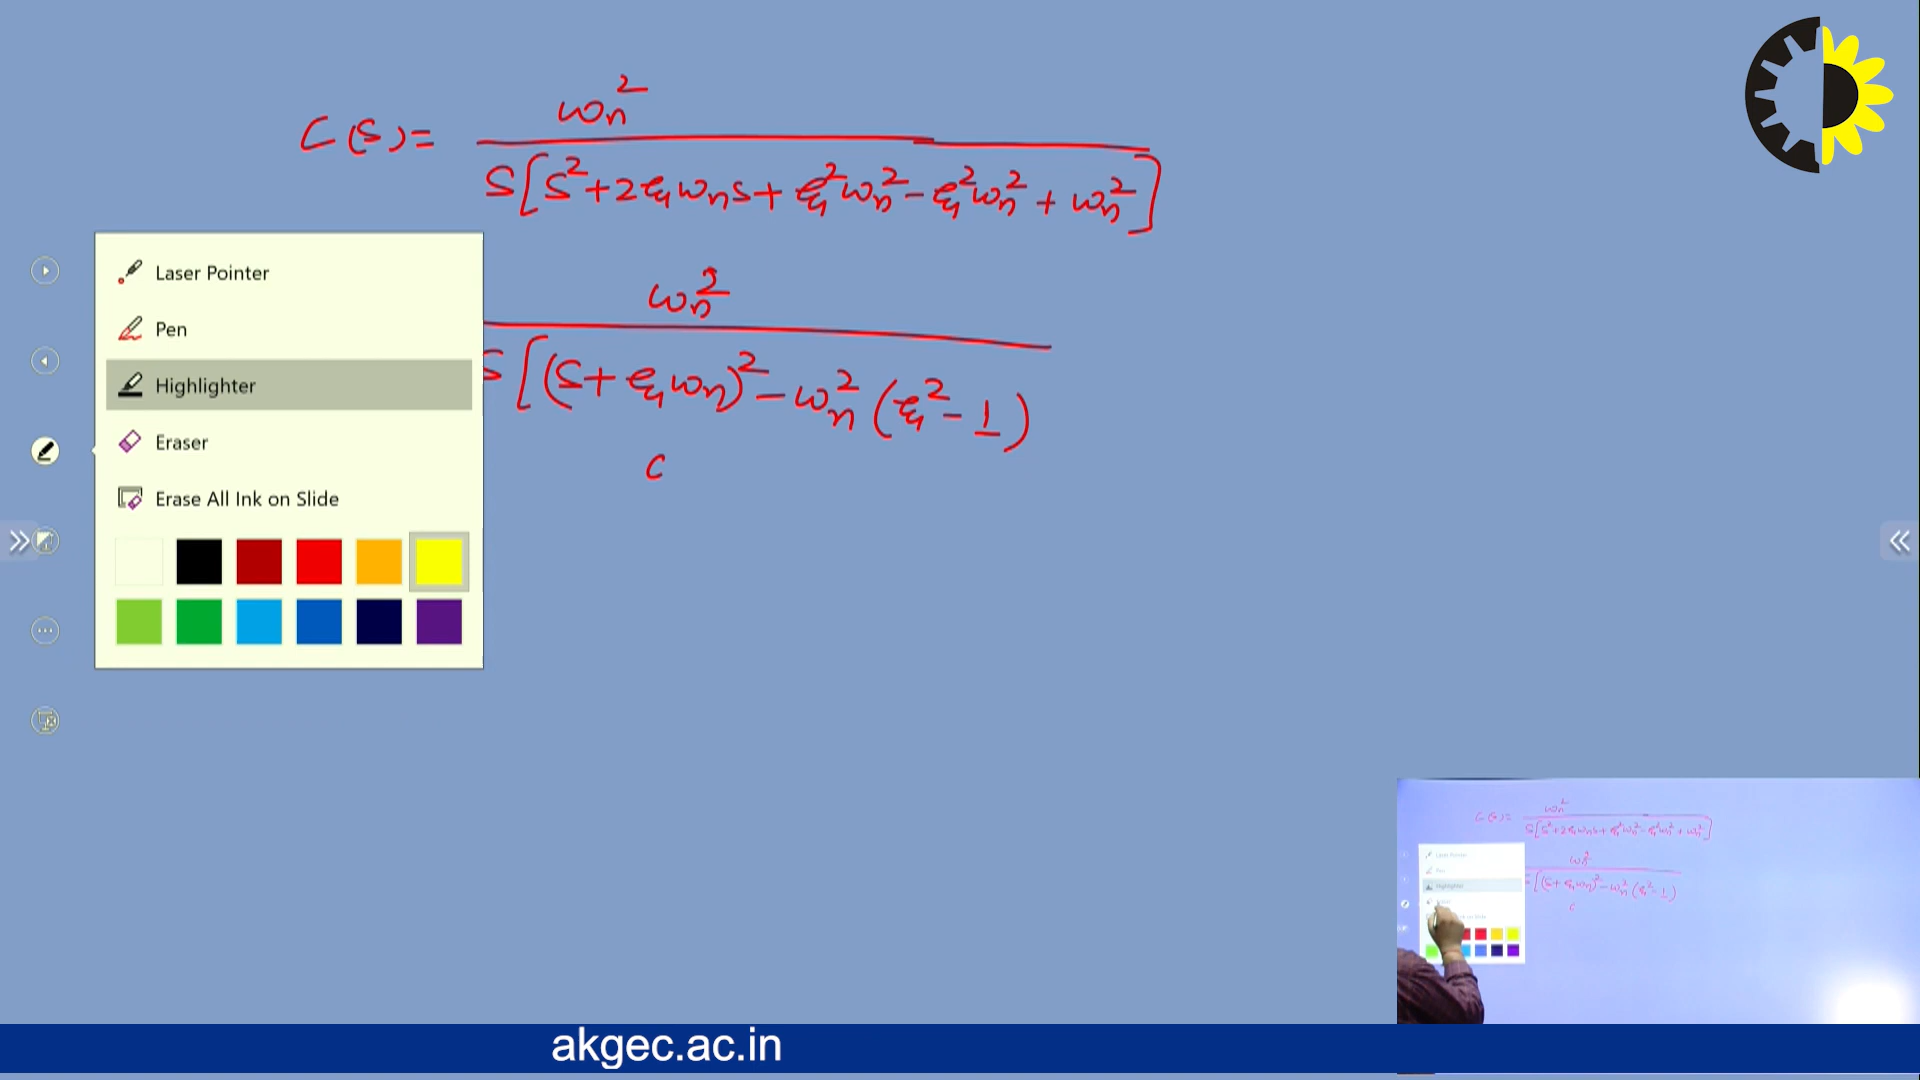 C(s) = ωn² / S[S²+2ξωns+ξ²ωn²-ξ²ωn²+ωn²]
Laser Pointer
Pen
Highlighter
Eraser
Erase All Ink on Slide
ωn² / S[(S+ξωn)²-ωn²(ξ²-1)
C
akgec.ac.in